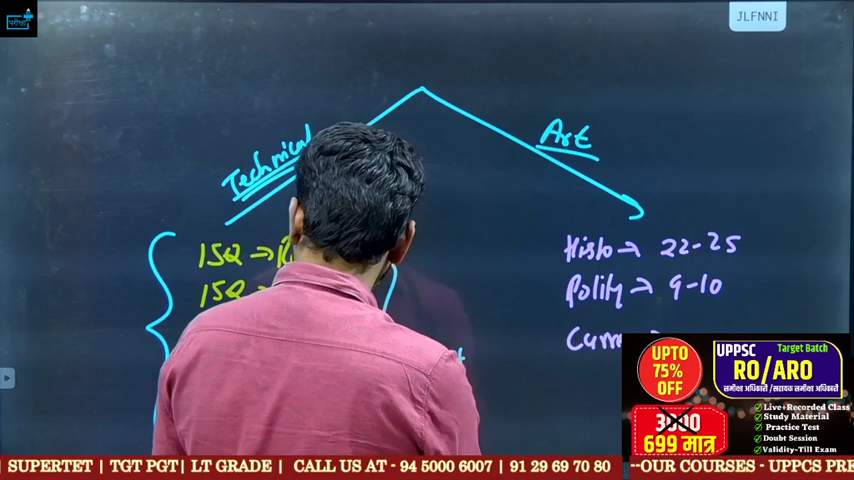 परीक्षा
JLFNNI
Technical
Art
15Q →
15Q
Histo → 22-25
Polity → 9-10
UPTO
75%
OFF
3000
699 मात्र
UPPSC Target Batch
RO/ARO
समीक्षा अधिकारी /सहायक समीक्षा अधिकारी
Live+Recorded Class
Study Material
Practice Test
Doubt Session
Validity-Till Exam
| SUPERTET | TGT PGT| LT GRADE | CALL US AT - 94 5000 6007 | 91 29 69 70 80 --OUR COURSES - UPPCS PRE